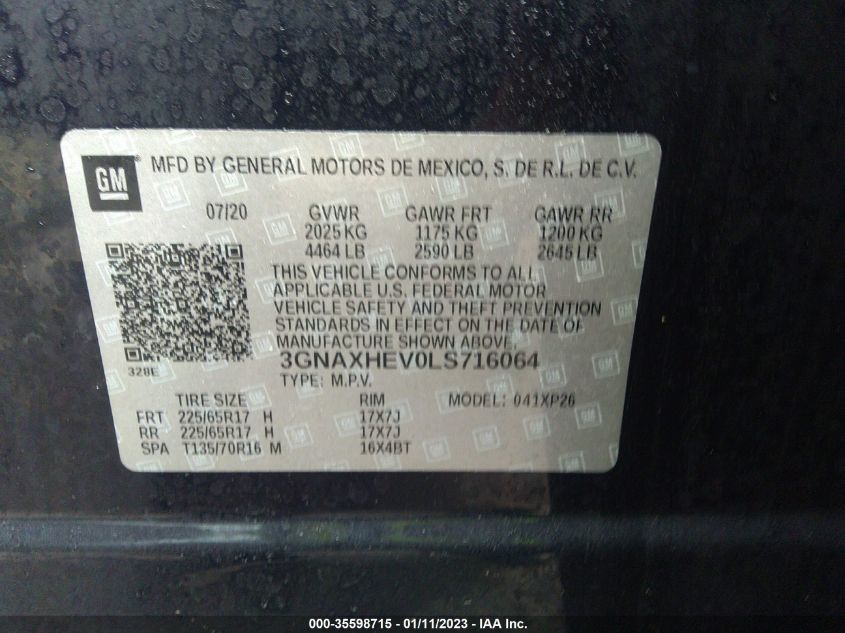 GM
MFD BY GENERAL MOTORS DE MEXICO, S. DE R.L. DE C.V.
07/20 GVWR GAWR FRT GAWR RR
2025 KG 1175 KG 1200 KG
4464 LB 2590 LB 2645 LB
THIS VEHICLE CONFORMS TO ALL
APPLICABLE U.S. FEDERAL MOTOR
VEHICLE SAFETY AND THEFT PREVENTION
STANDARDS IN EFFECT ON THE DATE OF
MANUFACTURE SHOWN ABOVE.
328E 3GNAXHEV0LS716064
TYPE: M.P.V.
TIRE SIZE RIM MODEL: 041XP26
FRT 225/65R17 H 17X7J
RR 225/65R17 H 17X7J
SPA T135/70R16 M 16X4BT
000-35598715 - 01/11/2023 - IAA Inc.